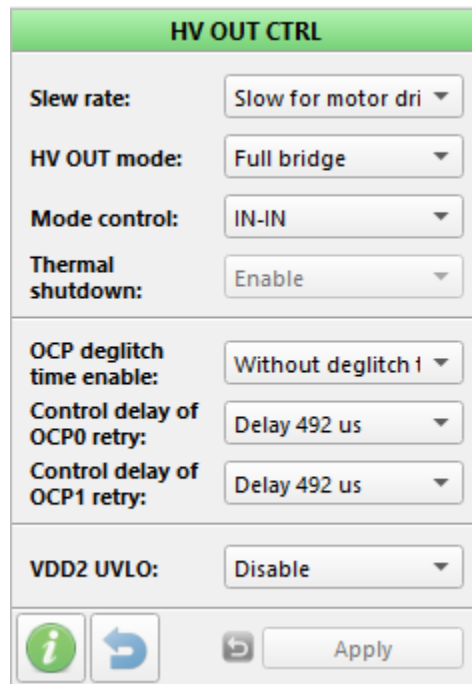 HV OUT CTRL
Slew rate: Slow for motor dri
HV OUT mode: Full bridge
Mode control: IN-IN
Thermal
shutdown: Enable
OCP deglitch
time enable: Without deglitch t
Control delay of
OCP0 retry: Delay 492 us
Control delay of
OCP1 retry: Delay 492 us
VDD2 UVLO: Disable
i
Apply